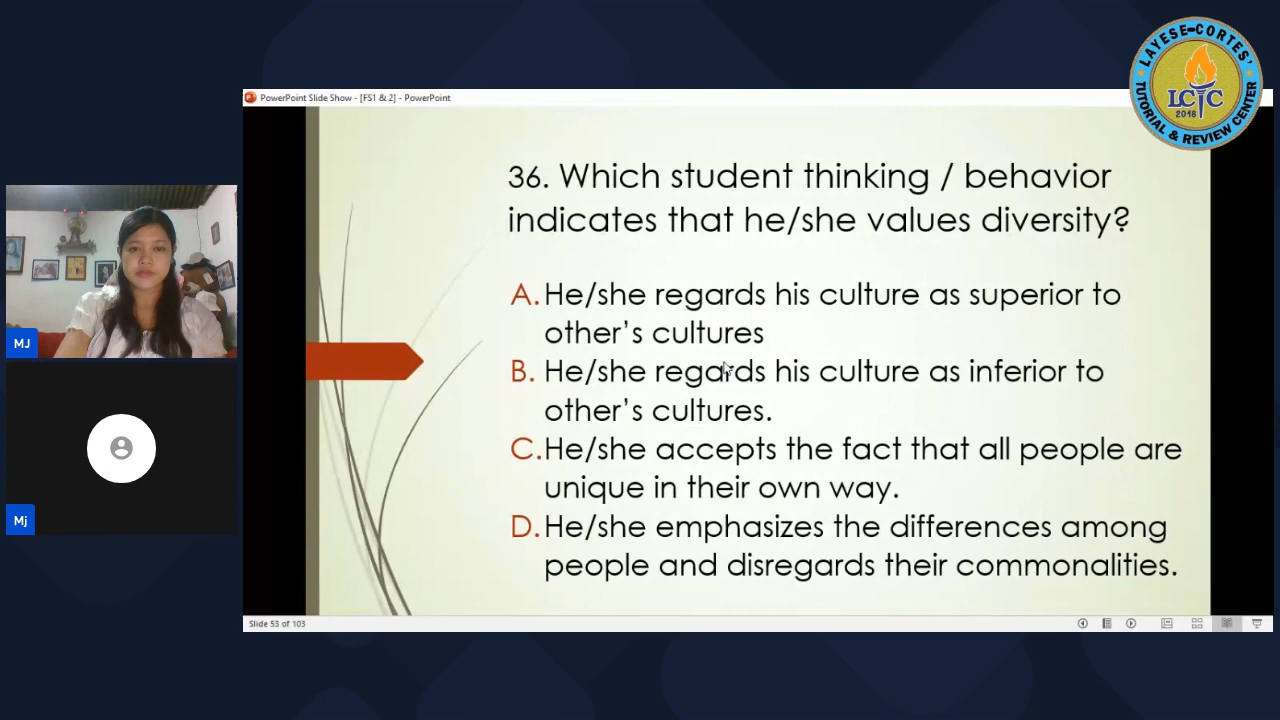 LAYESE-CORTES'
LCTC
2018
TUTORIAL & REVIEW CENTER
PowerPoint Slide Show - [FS1 & 2] - PowerPoint
36. Which student thinking / behavior
indicates that he/she values diversity?
A. He/she regards his culture as superior to
other's cultures
B. He/she regards his culture as inferior to
other's cultures.
C. He/she accepts the fact that all people are
unique in their own way.
D. He/she emphasizes the differences among
people and disregards their commonalities.
MJ
Mj
Slide 53 of 103